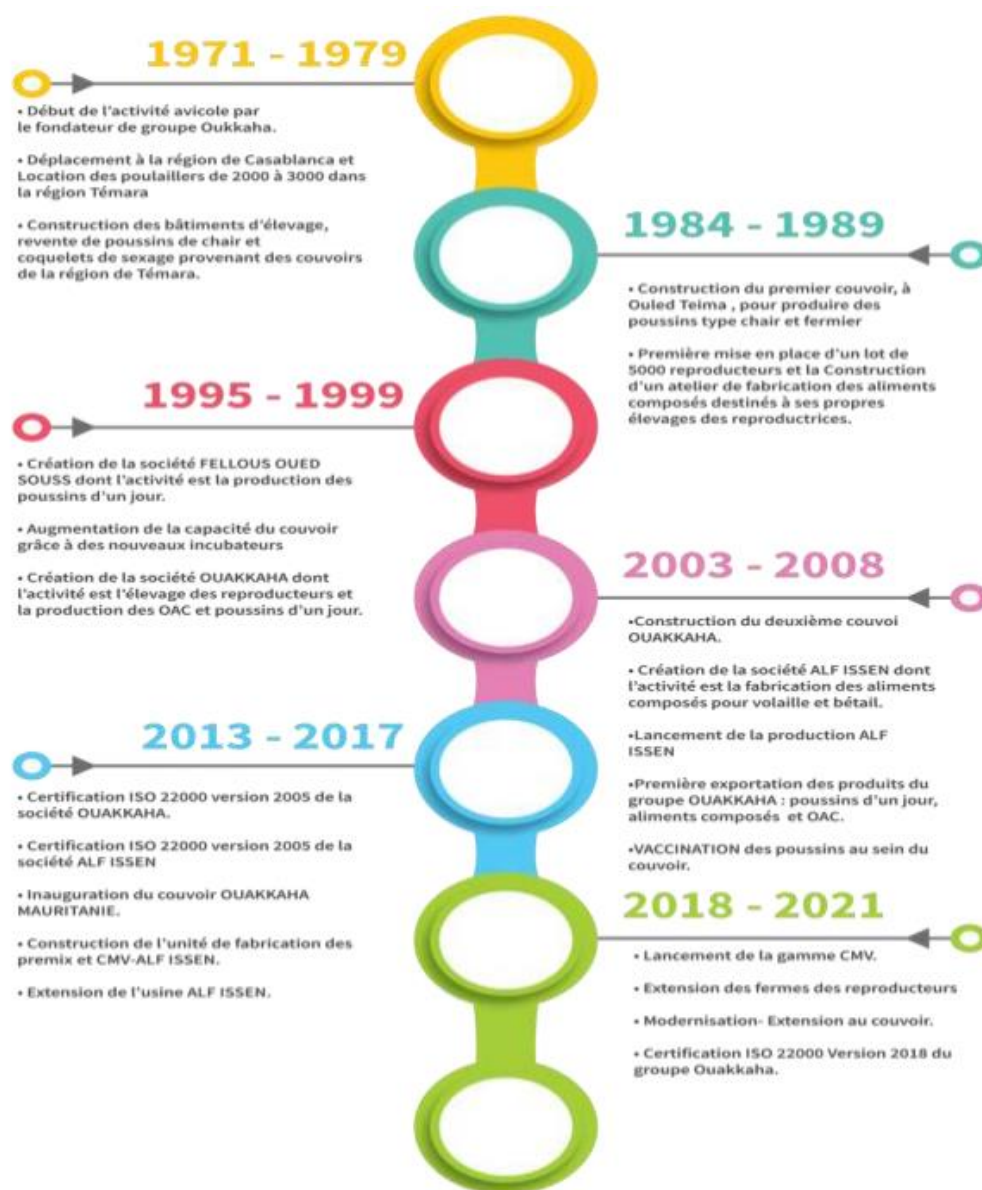 1971 - 1979
• Début de l'activité avicole par
le fondateur de groupe Oukkaha.
• Déplacement à la région de Casablanca et
Location des poulaillers de 2000 à 3000 dans
la région Témara
• Construction des bâtiments d'élevage,
revente de poussins de chair et
coquelets de sexage provenant des couvoirs
de la région de Témara.
1984 - 1989
• Construction du premier couvoir, à
Ouled Teima , pour produire des
poussins type chair et fermier
• Première mise en place d'un lot de
5000 reproducteurs et la Construction
d'un atelier de fabrication des aliments
composés destinés à ses propres
élevages des reproductrices.
1995 - 1999
• Création de la société FELLOUS OUED
SOUSS dont l'activité est la production des
poussins d'un jour.
• Augmentation de la capacité du couvoir
grâce à des nouveaux incubateurs
• Création de la société OUAKKAHA dont
l'activité est l'élevage des reproducteurs et
la production des OAC et poussins d'un jour.
2003 - 2008
•Construction du deuxième couvoi
OUAKKAHA.
• Création de la société ALF ISSEN dont
l'activité est la fabrication des aliments
composés pour volaille et bétail.
•Lancement de la production ALF
ISSEN
•Première exportation des produits du
groupe OUAKKAHA : poussins d'un jour,
aliments composés et OAC.
•VACCINATION des poussins au sein du
couvoir.
2013 - 2017
• Certification ISO 22000 version 2005 de la
société OUAKKAHA.
• Certification ISO 22000 version 2005 de la
société ALF ISSEN
• Inauguration du couvoir OUAKKAHA
MAURITANIE.
• Construction de l'unité de fabrication des
premix et CMV-ALF ISSEN.
• Extension de l'usine ALF ISSEN.
2018 - 2021
• Lancement de la gamme CMV.
• Extension des fermes des reproducteurs
• Modernisation- Extension au couvoir.
• Certification ISO 22000 Version 2018 du
groupe Ouakkaha.